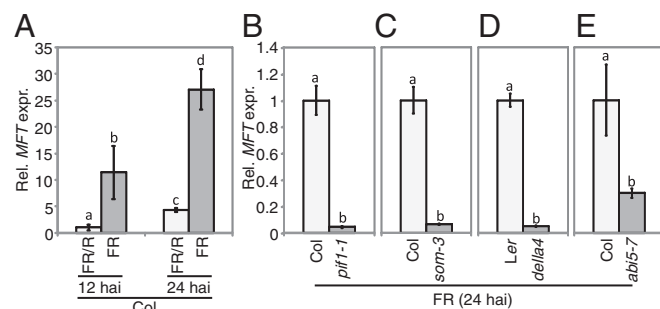 A
B
C
D
E
Rel. MFT expr.
35
30
25
20
15
10
5
0
a
b
c
d
FR/R
FR
FR/R
FR
12 hai
24 hai
Col
Rel. MFT expr.
1.4
1.2
1
0.8
0.6
0.4
0.2
0
a
b
a
b
a
b
a
b
Col
pif1-1
Col
som-3
Ler
della4
Col
abi5-7
FR (24 hai)